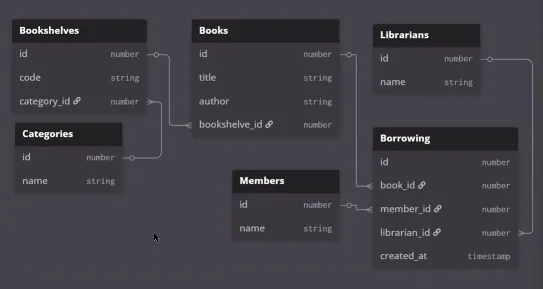 Bookshelves
id number
code string
category_id number
Categories
id number
name string
Books
id number
title string
author string
bookshelve_id number
Members
id number
name string
Librarians
id number
name string
Borrowing
id number
book_id number
member_id number
librarian_id number
created_at timestamp